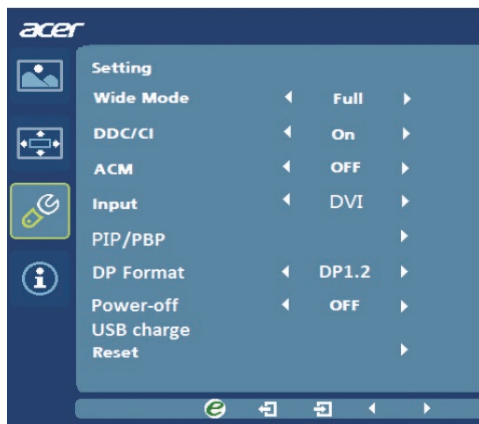 acer
Setting
Wide Mode Full
DDC/CI On
ACM OFF
Input DVI
PIP/PBP
DP Format DP1.2
Power-off OFF
USB charge
Reset